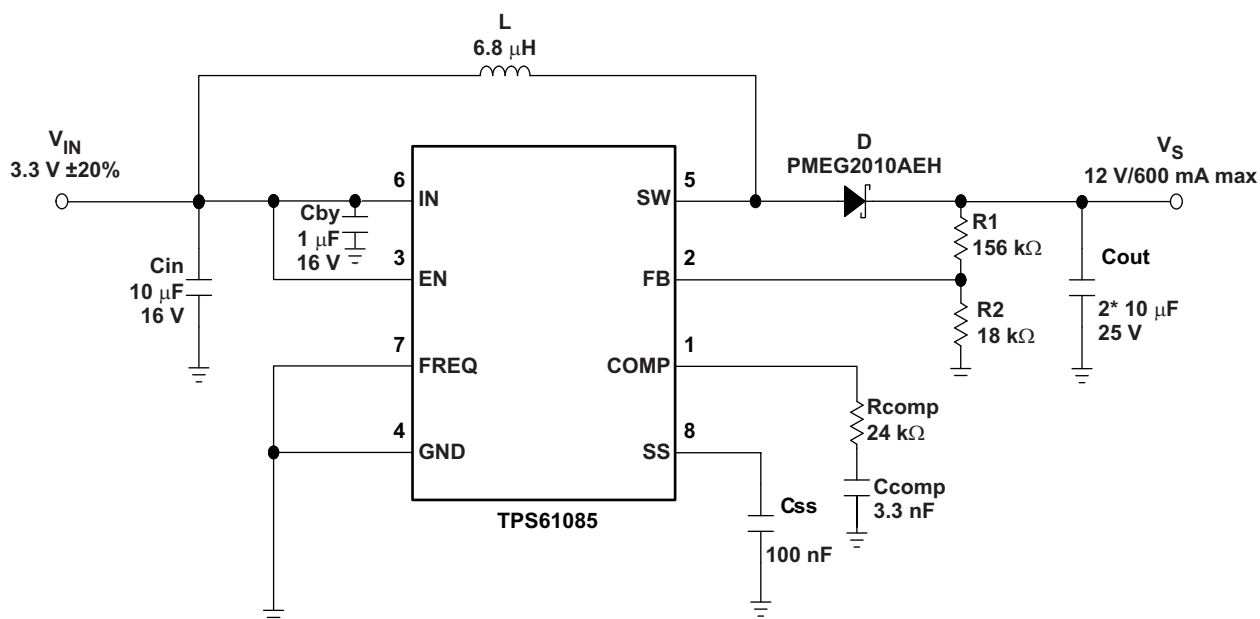 L
6.8 μH
V_IN
3.3 V ±20%
D
PMEG2010AEH
V_S
12 V/600 mA max
6
IN
5
SW
Cby
1 μF
16 V
R1
156 kΩ
Cin
10 μF
16 V
3
EN
2
FB
Cout
2* 10 μF
25 V
R2
18 kΩ
7
FREQ
1
COMP
Rcomp
24 kΩ
4
GND
8
SS
Ccomp
3.3 nF
Css
100 nF
TPS61085